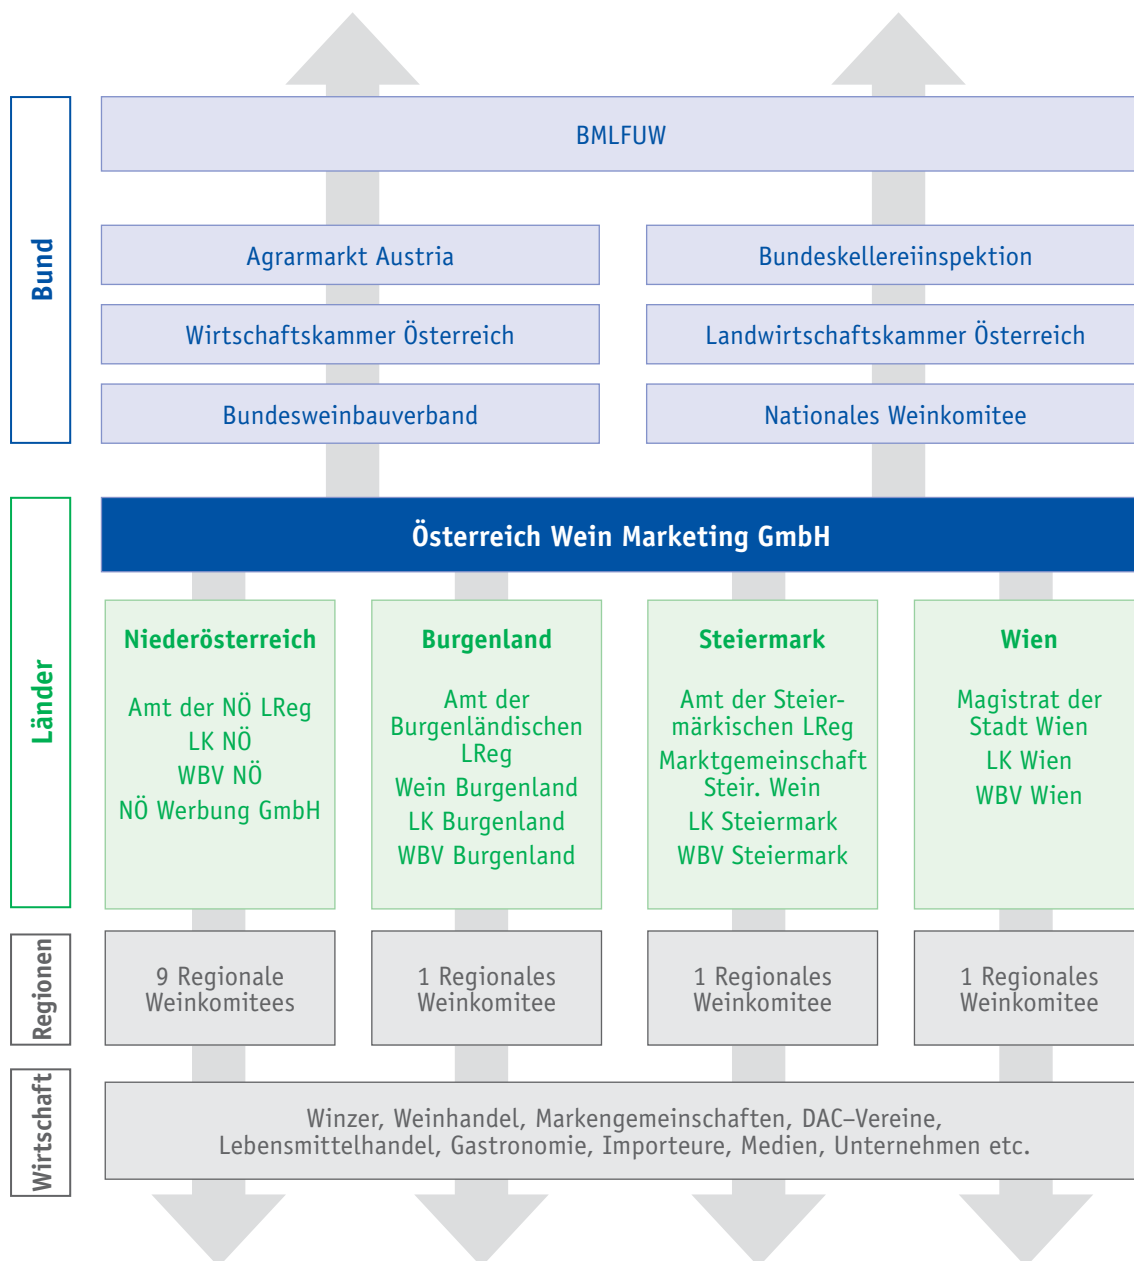 Bund
BMLFUW
Agrarmarkt Austria
Bundeskellereiinspektion
Wirtschaftskammer Österreich
Landwirtschaftskammer Österreich
Bundesweinbauverband
Nationales Weinkomitee
Länder
Österreich Wein Marketing GmbH
Niederösterreich
Amt der NÖ LReg
LK NÖ
WBV NÖ
NÖ Werbung GmbH
Burgenland
Amt der
Burgenländischen
LReg
Wein Burgenland
LK Burgenland
WBV Burgenland
Steiermark
Amt der Steier-
märkischen LReg
Marktgemeinschaft
Steir. Wein
LK Steiermark
WBV Steiermark
Wien
Magistrat der
Stadt Wien
LK Wien
WBV Wien
Regionen
9 Regionale
Weinkomitees
1 Regionales
Weinkomitee
1 Regionales
Weinkomitee
1 Regionales
Weinkomitee
Wirtschaft
Winzer, Weinhandel, Markengemeinschaften, DAC–Vereine,
Lebensmittelhandel, Gastronomie, Importeure, Medien, Unternehmen etc.